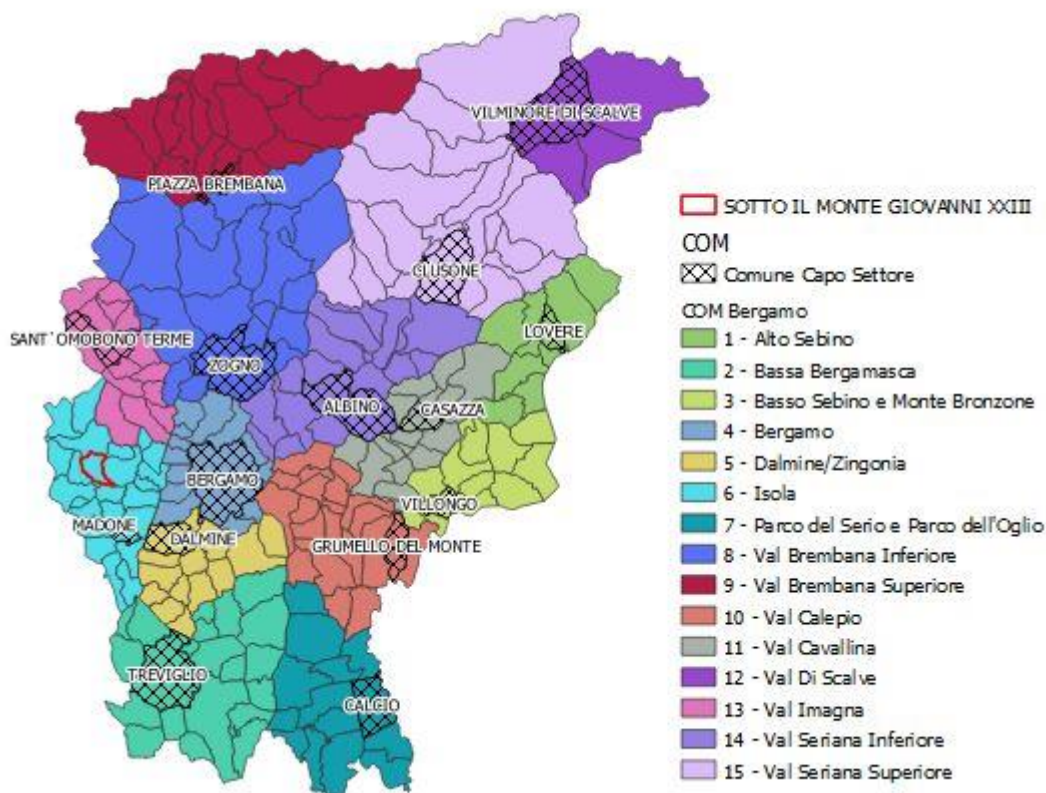 VILMINORE DI SCALVE
PIAZZA BREMBANA
CLUSONE
LOVERE
SANT'OMOBONO TERME
ZOGNO
ALBINO
CASAZZA
BERGAMO
VILLONGO
MADONE
DALMINE
GRUMELLO DEL MONTE
TREVIGLIO
CALCIO
SOTTO IL MONTE GIOVANNI XXIII
COM
Comune Capo Settore
COM Bergamo
1 - Alto Sebino
2 - Bassa Bergamasca
3 - Basso Sebino e Monte Bronzone
4 - Bergamo
5 - Dalmine/Zingonia
6 - Isola
7 - Parco del Serio e Parco dell'Oglio
8 - Val Brembana Inferiore
9 - Val Brembana Superiore
10 - Val Calepio
11 - Val Cavallina
12 - Val Di Scalve
13 - Val Imagna
14 - Val Seriana Inferiore
15 - Val Seriana Superiore